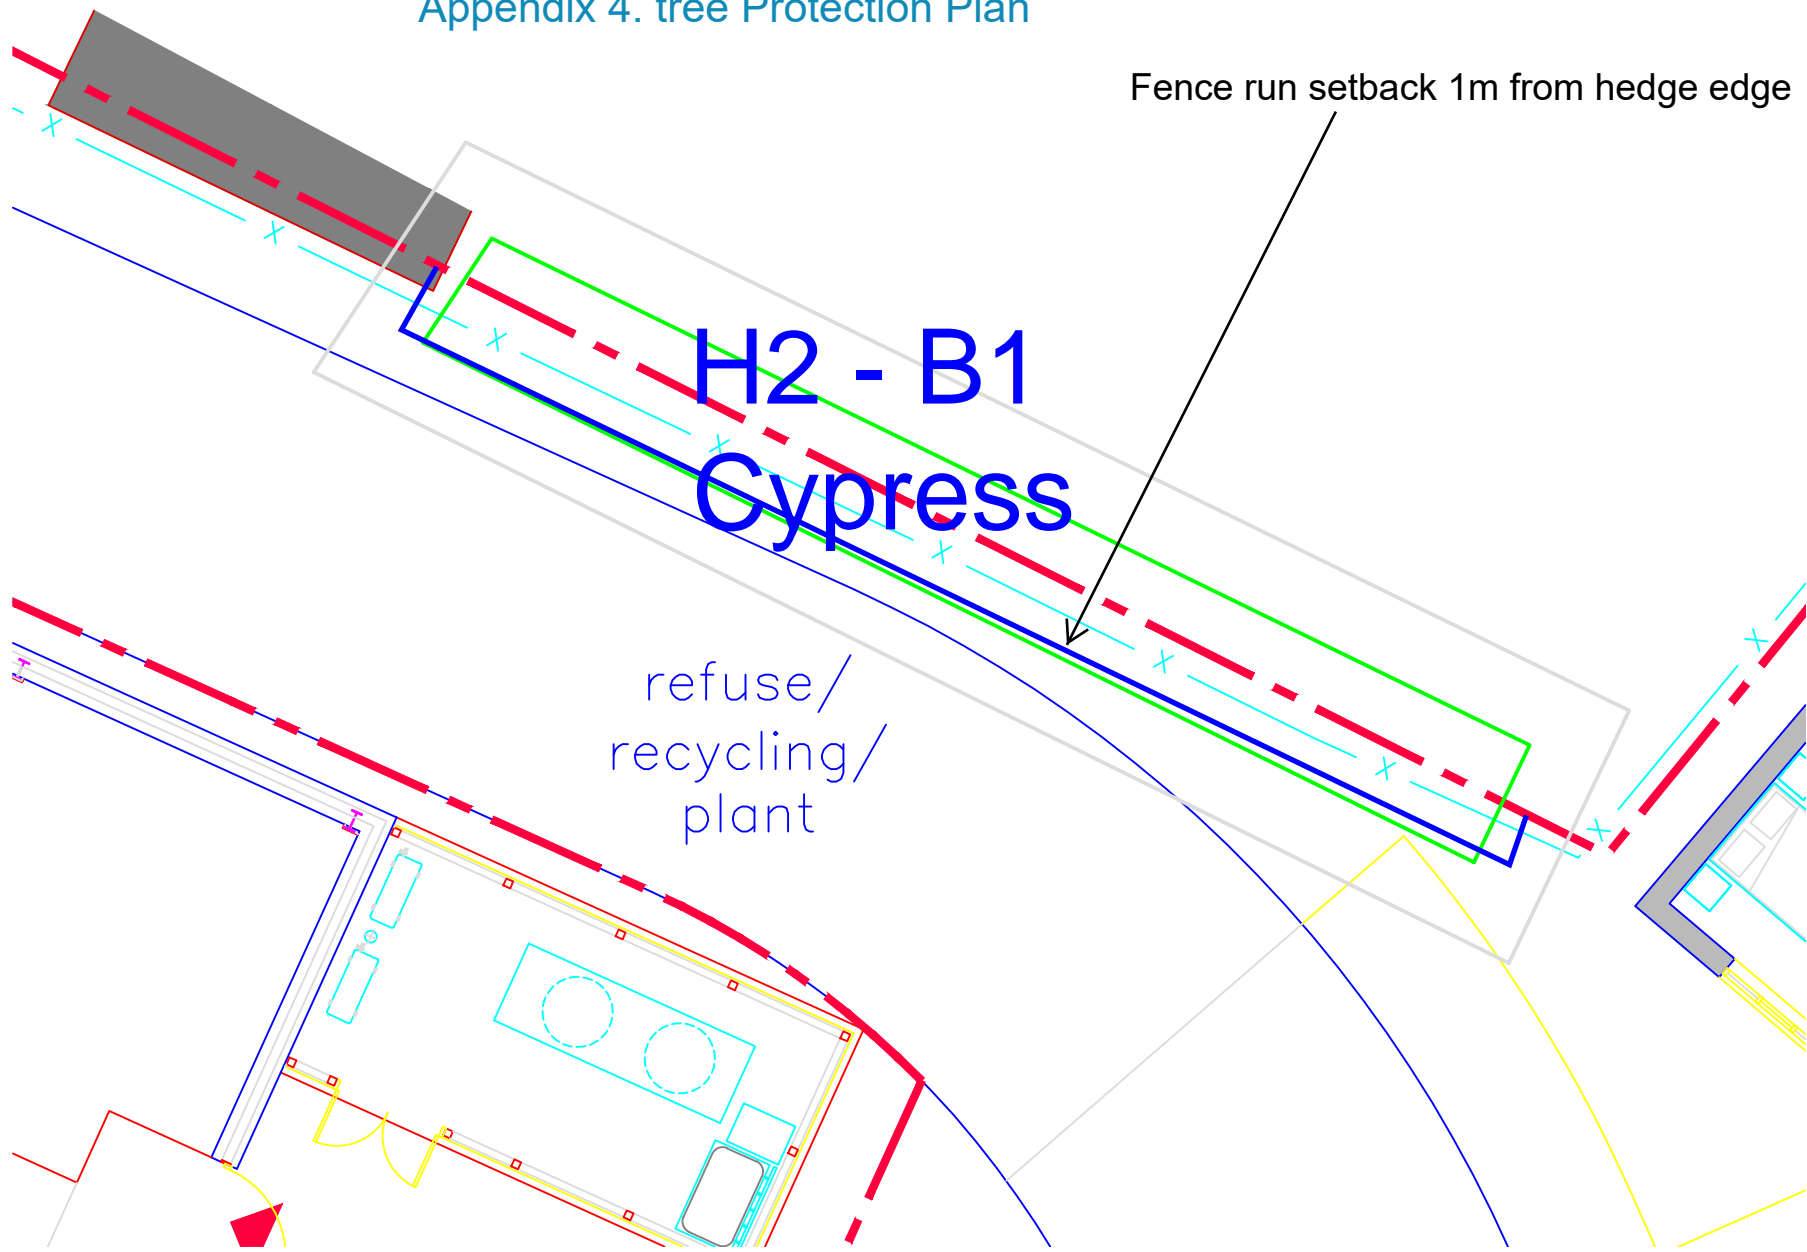 Appendix 4. tree Protection Plan
Fence run setback 1m from hedge edge
H2 - B1
Cypress
refuse/
recycling/
plant